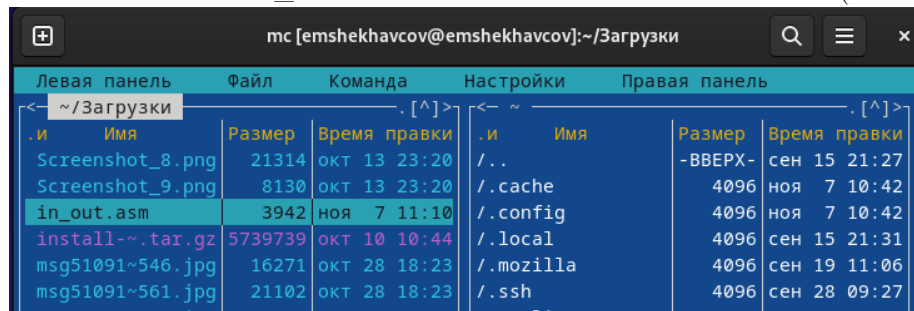 mc [emshekhavcov@emshekhavcov]:~/Загрузки
Левая панель Файл Команда Настройки Правая панель
<— ~/Загрузки .[^]> <— ~ .[^]>
.и Имя Размер Время правки .и Имя Размер Время правки
Screenshot_8.png 21314 окт 13 23:20 /.. -ВВЕРХ- сен 15 21:27
Screenshot_9.png 8130 окт 13 23:20 /.cache 4096 ноя 7 10:42
in_out.asm 3942 ноя 7 11:10 /.config 4096 ноя 7 10:42
install-~.tar.gz 5739739 окт 10 10:44 /.local 4096 сен 15 21:31
msg51091~546.jpg 16271 окт 28 18:23 /.mozilla 4096 сен 19 11:06
msg51091~561.jpg 21102 окт 28 18:23 /.ssh 4096 сен 28 09:27